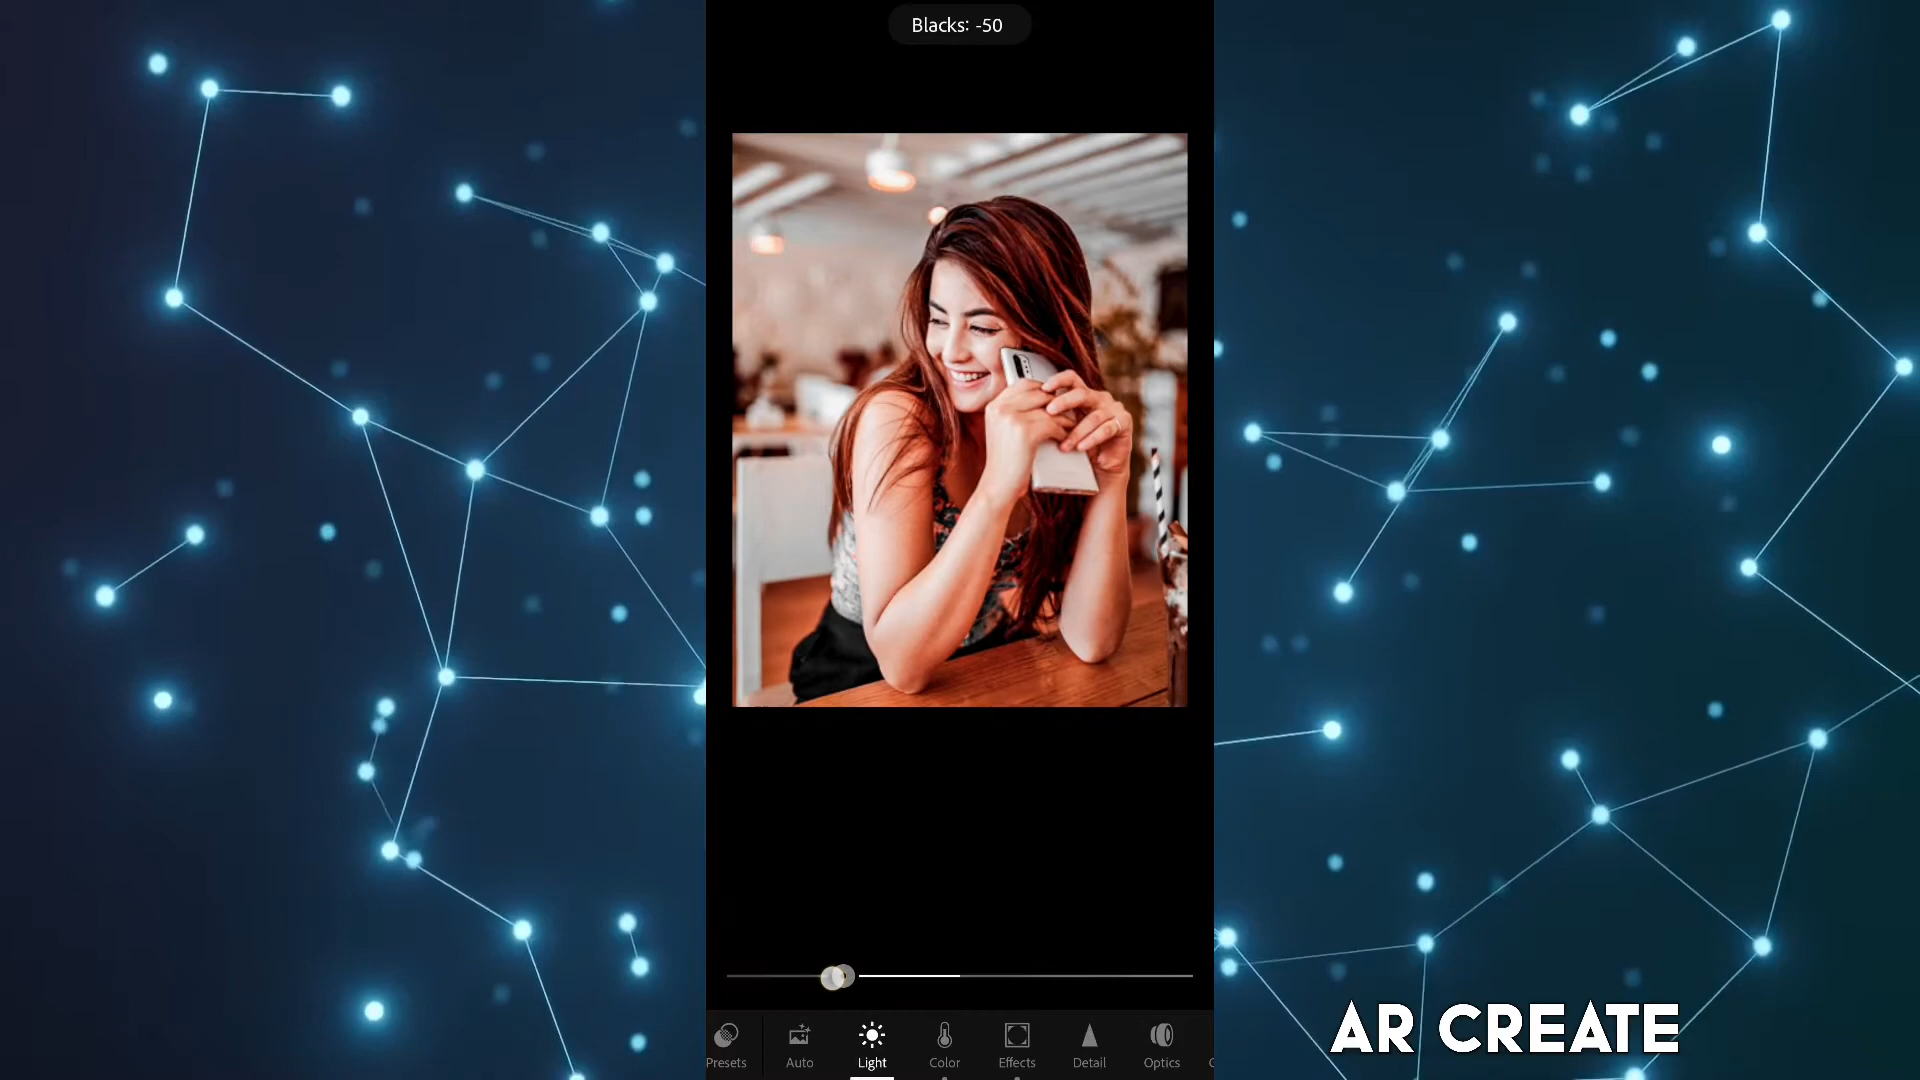 Blacks: -50
Presets
Auto
Light
Color
Effects
Detail
Optics
AR CREATE